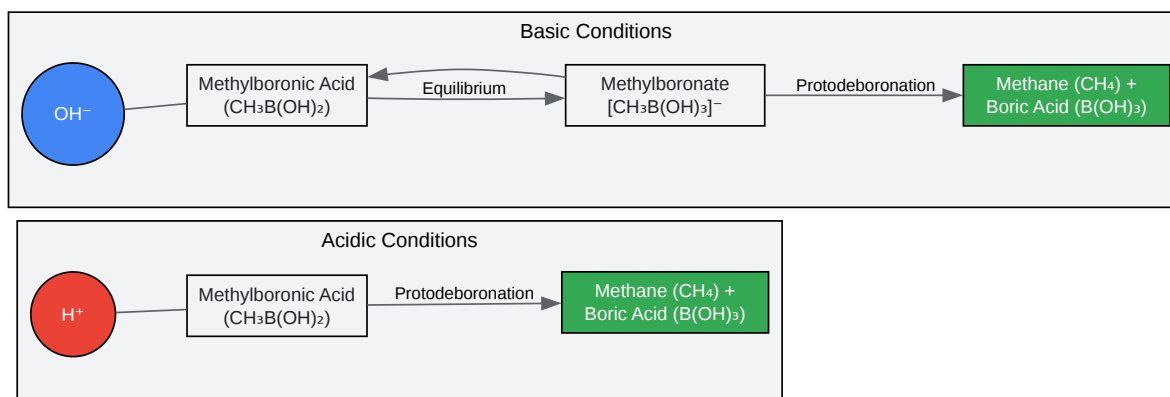 Basic Conditions
OH⁻
Methylboronic Acid
(CH₃B(OH)₂)
Equilibrium
Methylboronate
[CH₃B(OH)₃]⁻
Protodeboronation
Methane (CH₄) +
Boric Acid (B(OH)₃)
Acidic Conditions
H⁺
Methylboronic Acid
(CH₃B(OH)₂)
Protodeboronation
Methane (CH₄) +
Boric Acid (B(OH)₃)